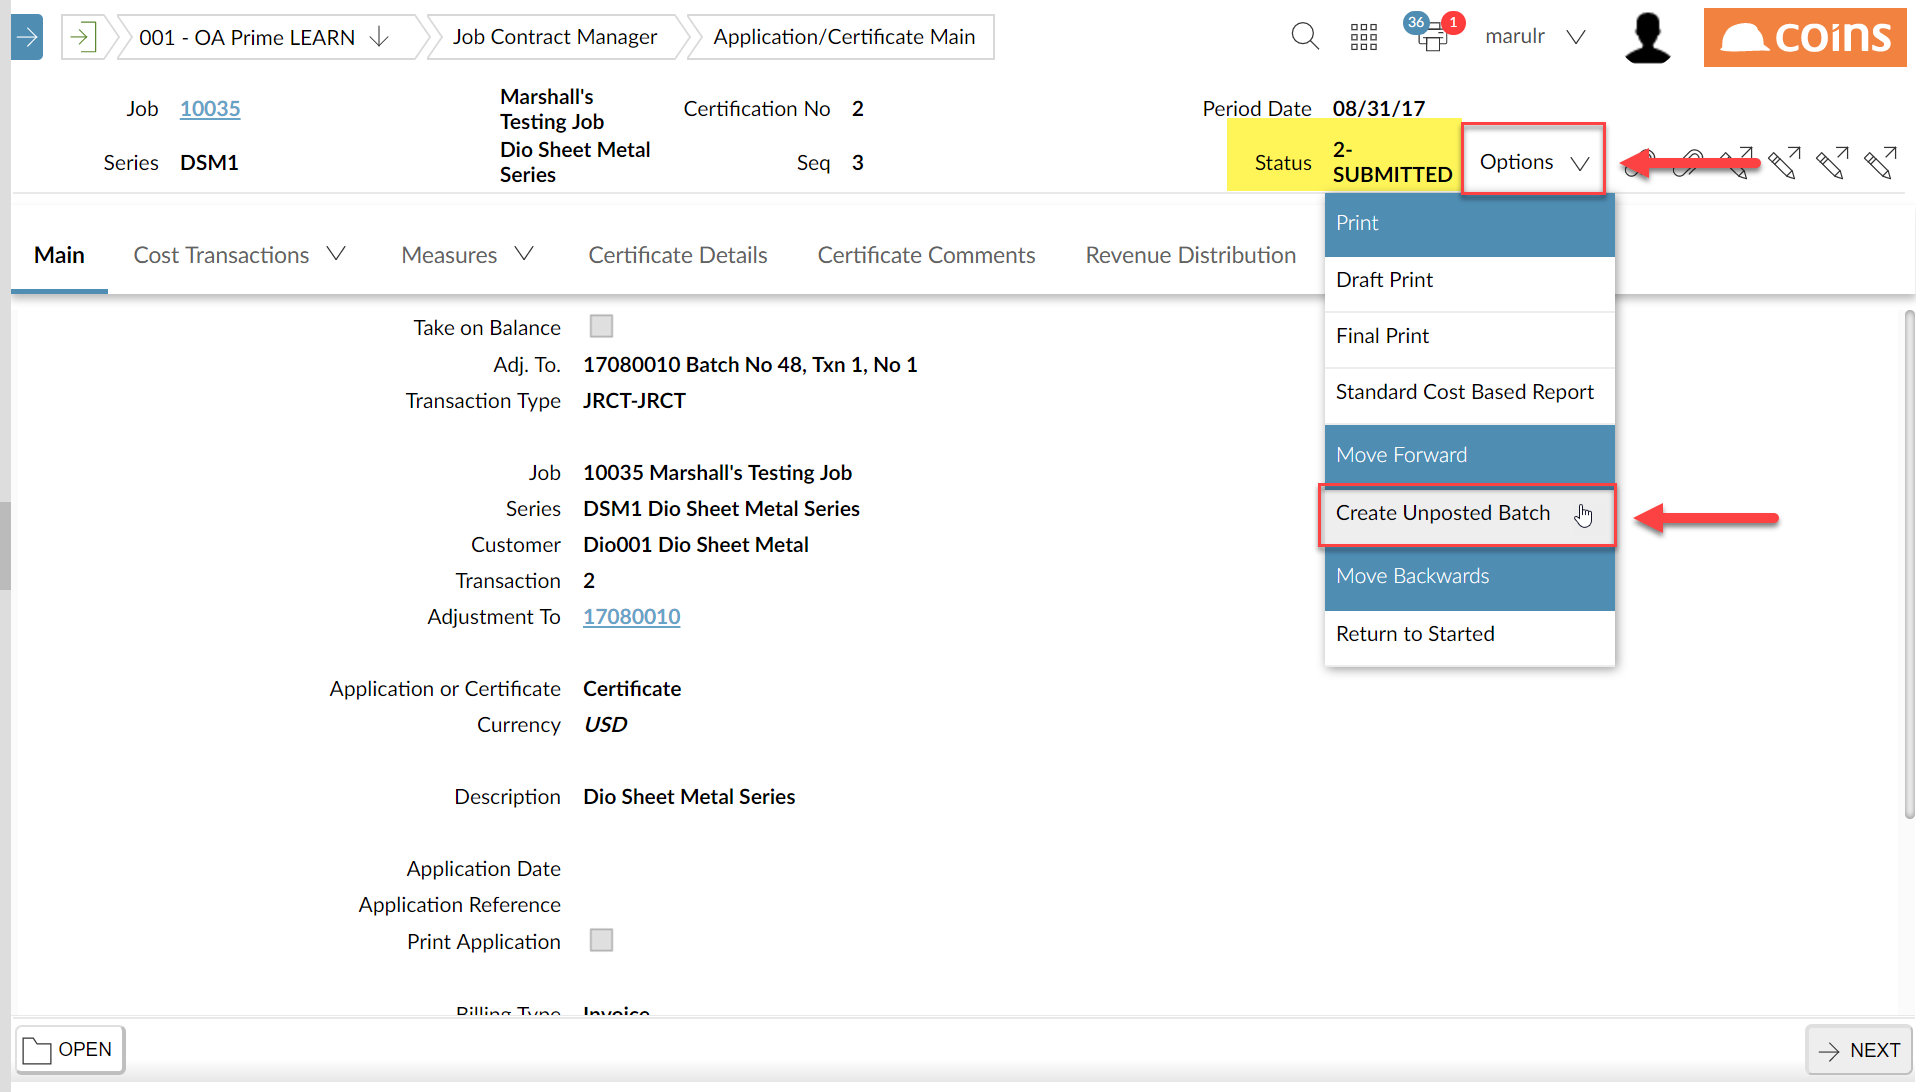 001 - OA Prime LEARN
Job Contract Manager
Application/Certificate Main
36
1
marulr
coins
Job 10035
Marshall's
Testing Job
Certification No 2
Period Date 08/31/17
Series DSM1
Dio Sheet Metal
Series
Seq 3
Status 2-
SUBMITTED
Options
Main
Cost Transactions
Measures
Certificate Details
Certificate Comments
Revenue Distribution
Print
Draft Print
Final Print
Standard Cost Based Report
Move Forward
Create Unposted Batch
Move Backwards
Return to Started
Take on Balance
Adj. To. 17080010 Batch No 48, Txn 1, No 1
Transaction Type JRCT-JRCT
Job 10035 Marshall's Testing Job
Series DSM1 Dio Sheet Metal Series
Customer Dio001 Dio Sheet Metal
Transaction 2
Adjustment To 17080010
Application or Certificate Certificate
Currency USD
Description Dio Sheet Metal Series
Application Date
Application Reference
Print Application
Billing Type Invoice
OPEN
NEXT